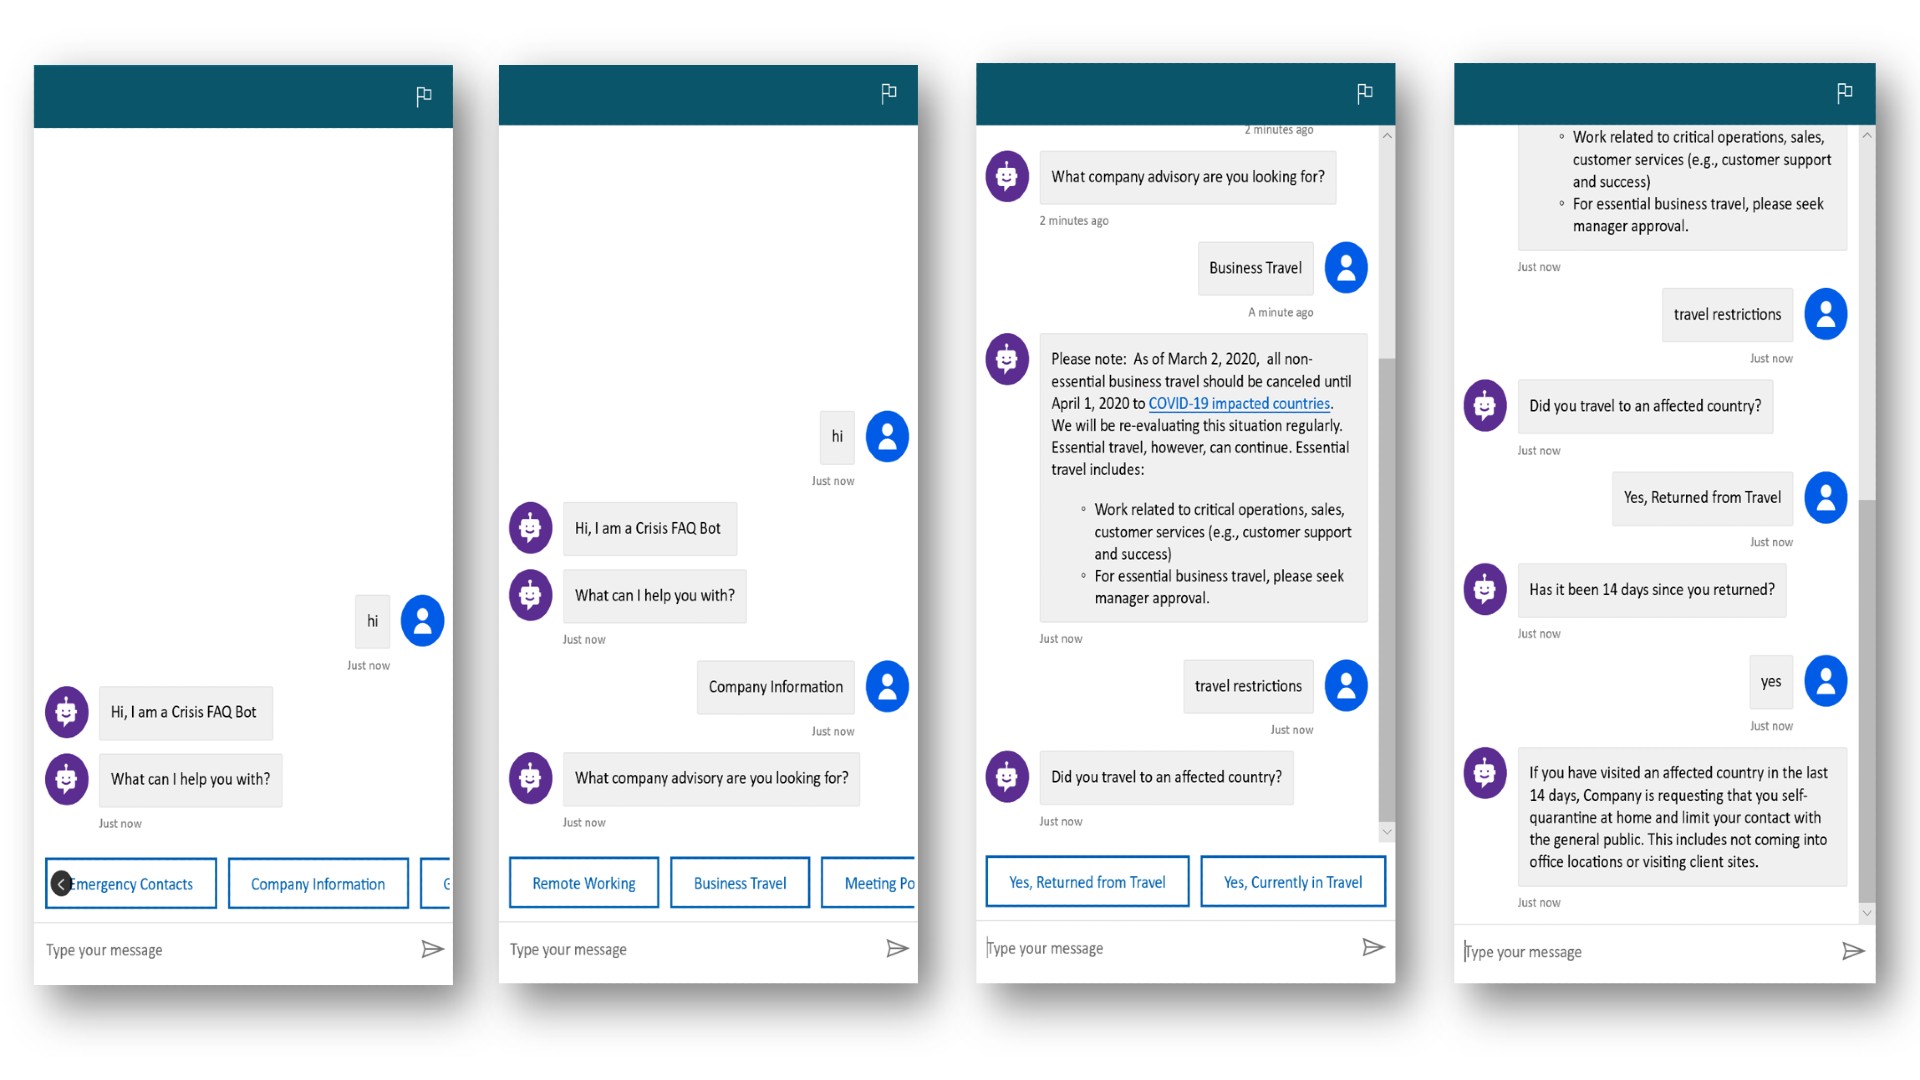 hi
Just now
Hi, I am a Crisis FAQ Bot
What can I help you with?
Just now
Emergency Contacts
Company Information
Type your message
hi
Just now
Hi, I am a Crisis FAQ Bot
What can I help you with?
Just now
Company Information
Just now
What company advisory are you looking for?
Just now
Remote Working
Business Travel
Meeting Po
Type your message
2 minutes ago
What company advisory are you looking for?
2 minutes ago
Business Travel
A minute ago
Please note: As of March 2, 2020, all non-
essential business travel should be canceled until
April 1, 2020 to COVID-19 impacted countries.
We will be re-evaluating this situation regularly.
Essential travel, however, can continue. Essential
travel includes:
◦ Work related to critical operations, sales,
customer services (e.g., customer support
and success)
◦ For essential business travel, please seek
manager approval.
Just now
travel restrictions
Just now
Did you travel to an affected country?
Just now
Yes, Returned from Travel
Yes, Currently in Travel
Type your message
◦ Work related to critical operations, sales,
customer services (e.g., customer support
and success)
◦ For essential business travel, please seek
manager approval.
Just now
travel restrictions
Just now
Did you travel to an affected country?
Just now
Yes, Returned from Travel
Just now
Has it been 14 days since you returned?
Just now
yes
Just now
If you have visited an affected country in the last
14 days, Company is requesting that you self-
quarantine at home and limit your contact with
the general public. This includes not coming into
office locations or visiting client sites.
Just now
Type your message